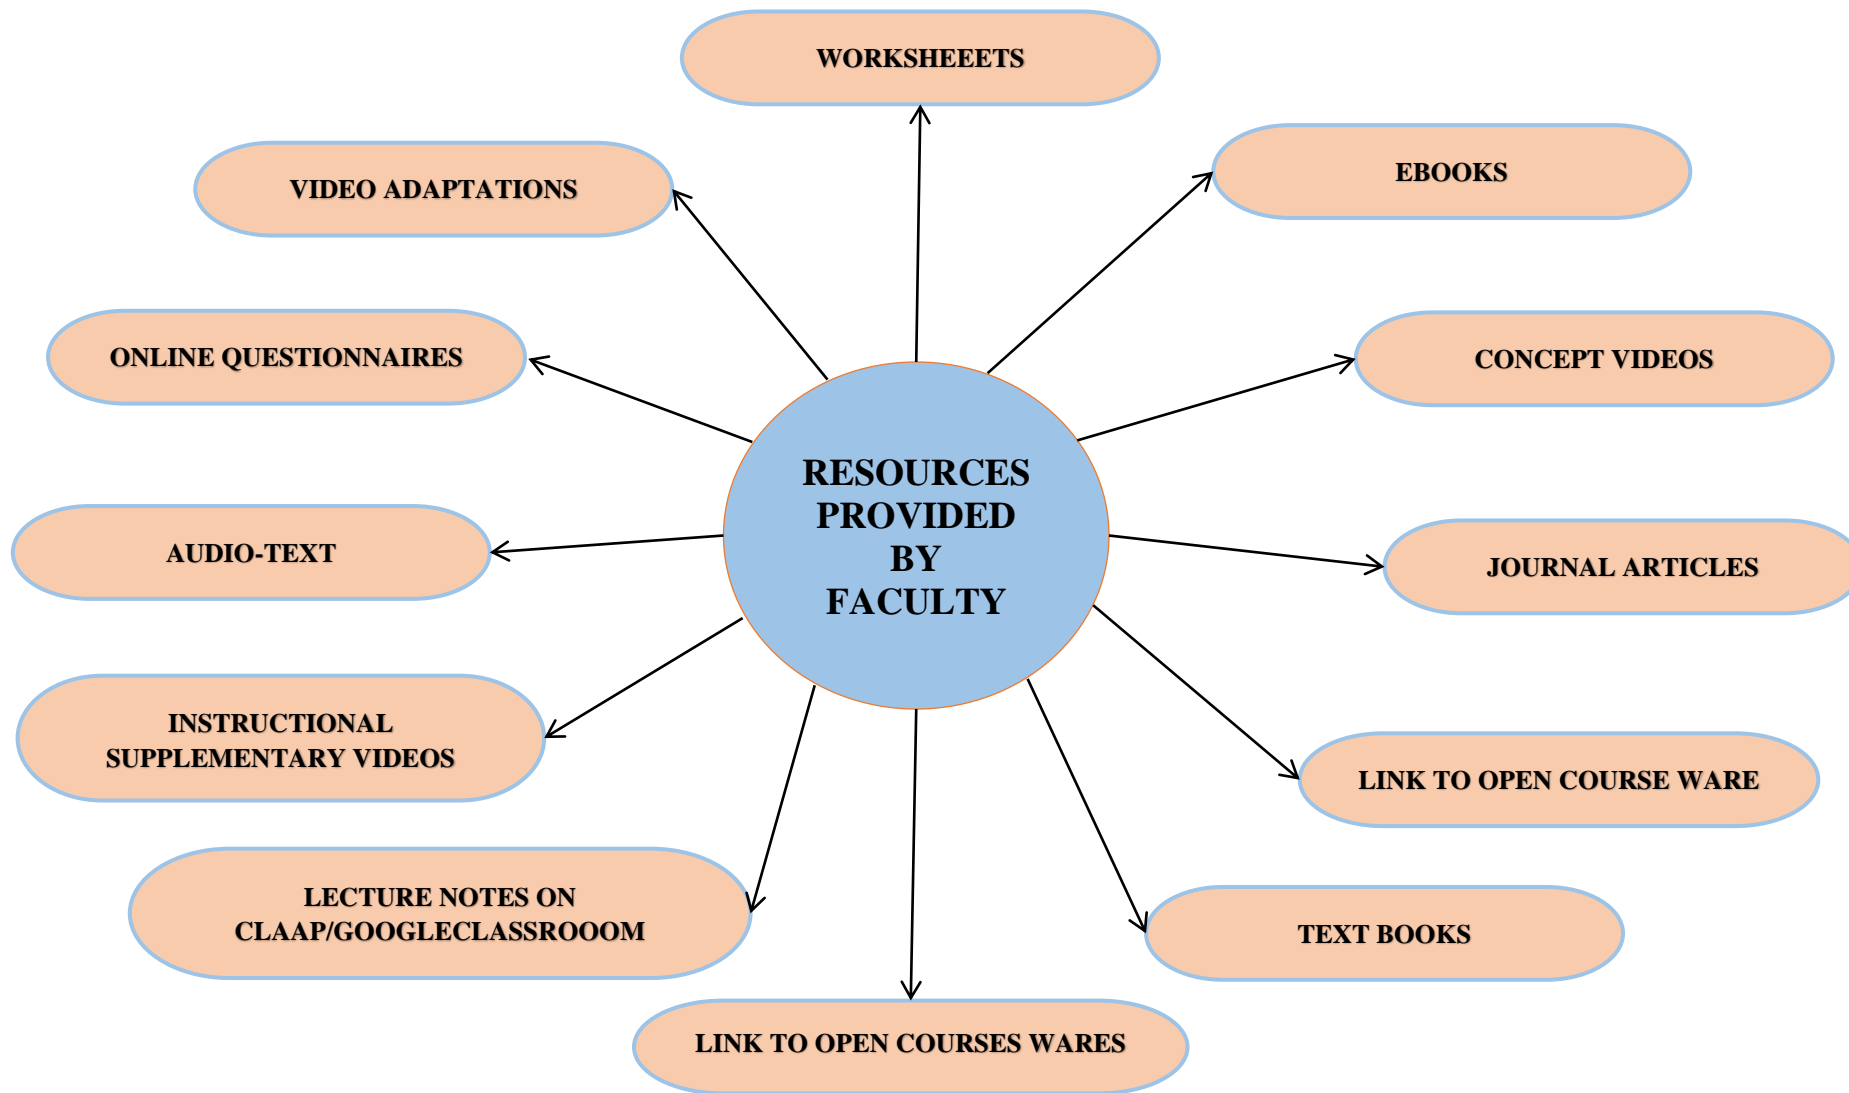 WORKSHEEETS
EBOOKS
VIDEO ADAPTATIONS
ONLINE QUESTIONNAIRES
CONCEPT VIDEOS
RESOURCES
PROVIDED
BY
FACULTY
AUDIO-TEXT
JOURNAL ARTICLES
INSTRUCTIONAL
SUPPLEMENTARY VIDEOS
LINK TO OPEN COURSE WARE
LECTURE NOTES ON
CLAAP/GOOGLECLASSROOOM
TEXT BOOKS
LINK TO OPEN COURSES WARES